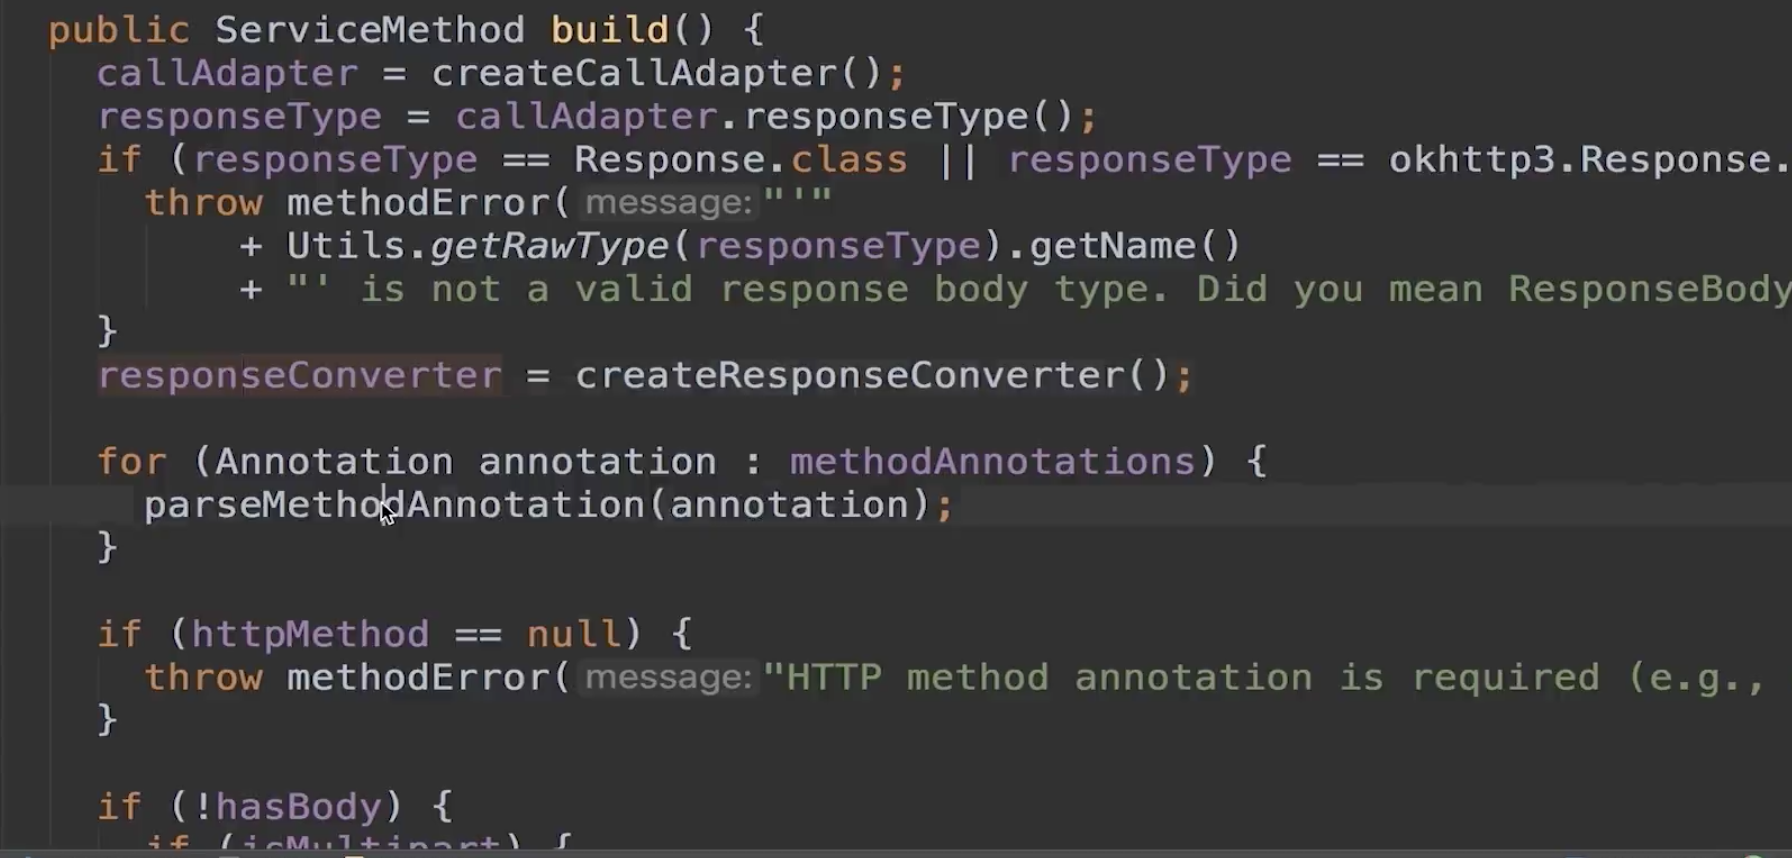 public ServiceMethod build() {
callAdapter = createCallAdapter();
responseType = callAdapter.responseType();
if (responseType == Response.class || responseType == okhttp3.Response.
throw methodError( message: "'"
+ Utils.getRawType(responseType).getName()
+ "' is not a valid response body type. Did you mean ResponseBody
}
responseConverter = createResponseConverter();
for (Annotation annotation : methodAnnotations) {
parseMethodAnnotation(annotation);
}
if (httpMethod == null) {
throw methodError( message: "HTTP method annotation is required (e.g.,
}
if (!hasBody) {
if (isMultipart) {